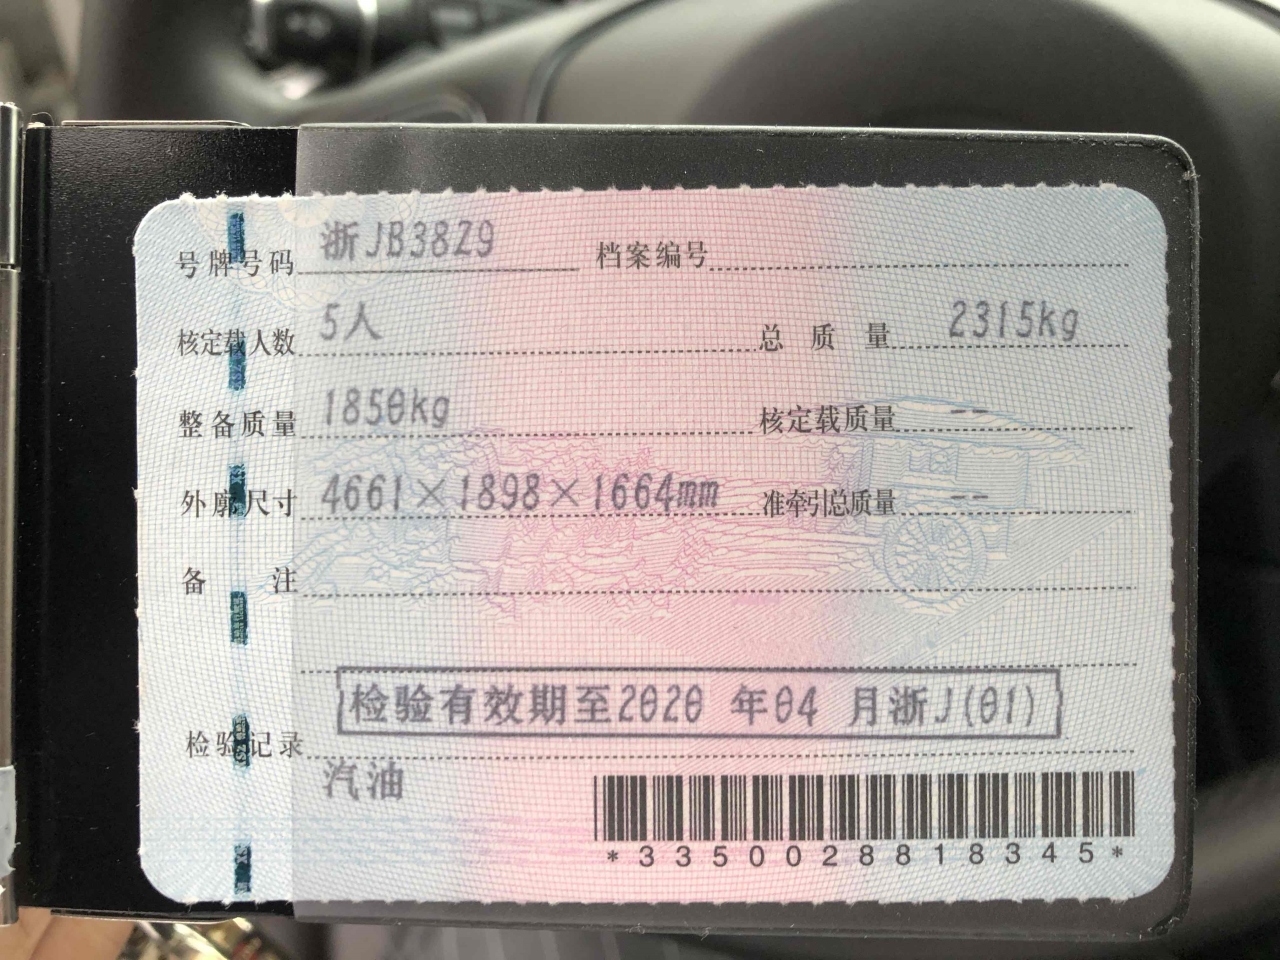 号牌号码 浙JB38Z9 档案编号
核定载人数 5人 总质量 2315kg
整备质量 1850kg 核定载质量 --
外廓尺寸 4661×1898×1664mm 准牵引总质量 --
备注
检验有效期至2020 年04 月浙J(01)
检验记录
汽油
*3350028818345*